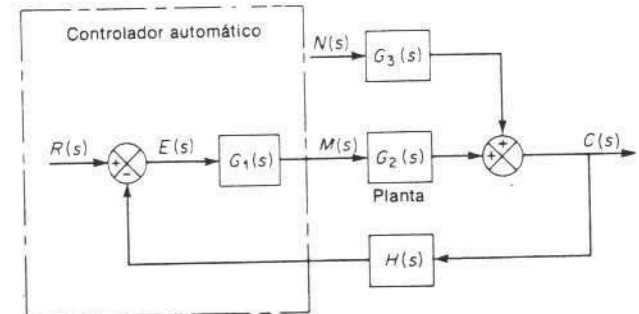 Controlador automático
N(s)
G₃(s)
+
R(s)
+
−
E(s)
G₁(s)
M(s)
G₂(s)
+
C(s)
Planta
H(s)